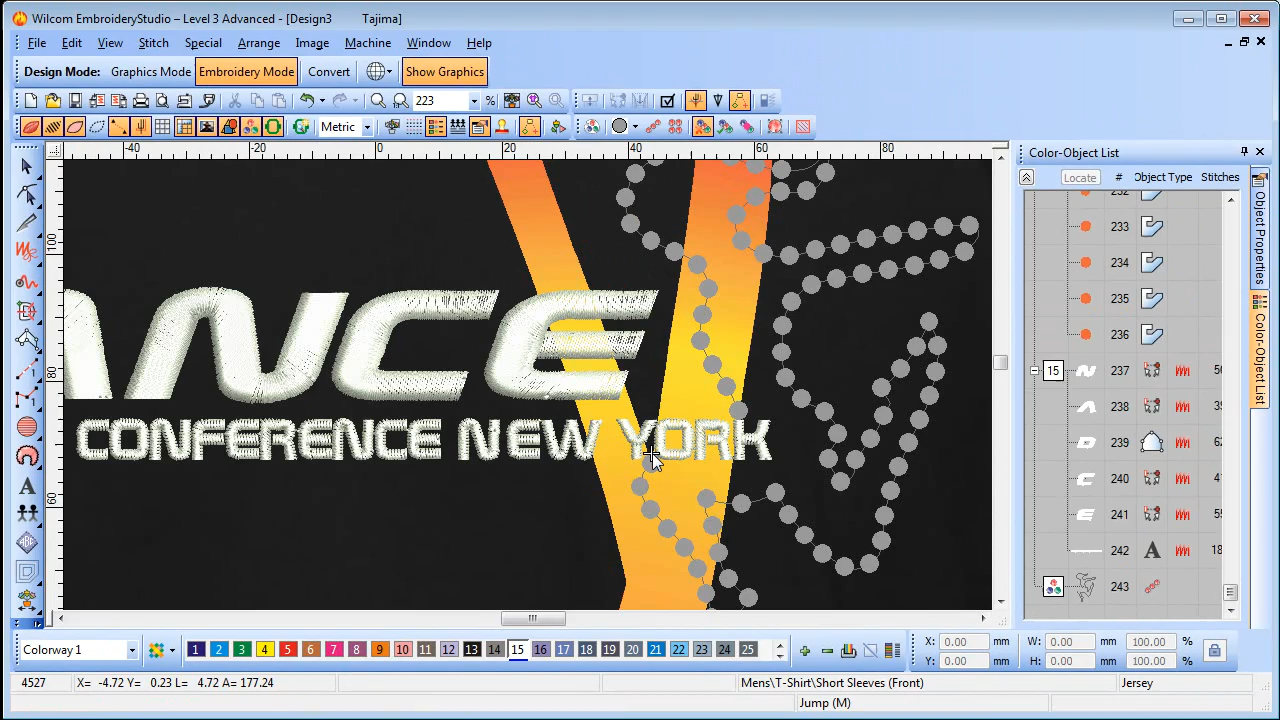 Wilcom EmbroideryStudio – Level 3 Advanced - [Design3 Tajima]
File Edit View Stitch Special Arrange Image Machine Window Help
Design Mode: Graphics Mode Embroidery Mode Convert Show Graphics
223 %
Metric
-40 -20 0 20 40 60 80
100
80
60
ANCE
CONFERENCE NEW YORK
Color-Object List
Locate # Object Type Stitches
232
233
234
235
236
15 237
238
239
240
241
242
243
Object Properties
Color-Object List
Colorway 1 1 2 3 4 5 6 7 8 9 10 11 12 13 14 15 16 17 18 19 20 21 22 23 24 25
X: 0.00 mm W: 0.00 mm 100.00 %
Y: 0.00 mm H: 0.00 mm 100.00 %
4527 X= -4.72 Y= 0.23 L= 4.72 A= 177.24 Mens\T-Shirt\Short Sleeves (Front) Jersey
Jump (M)